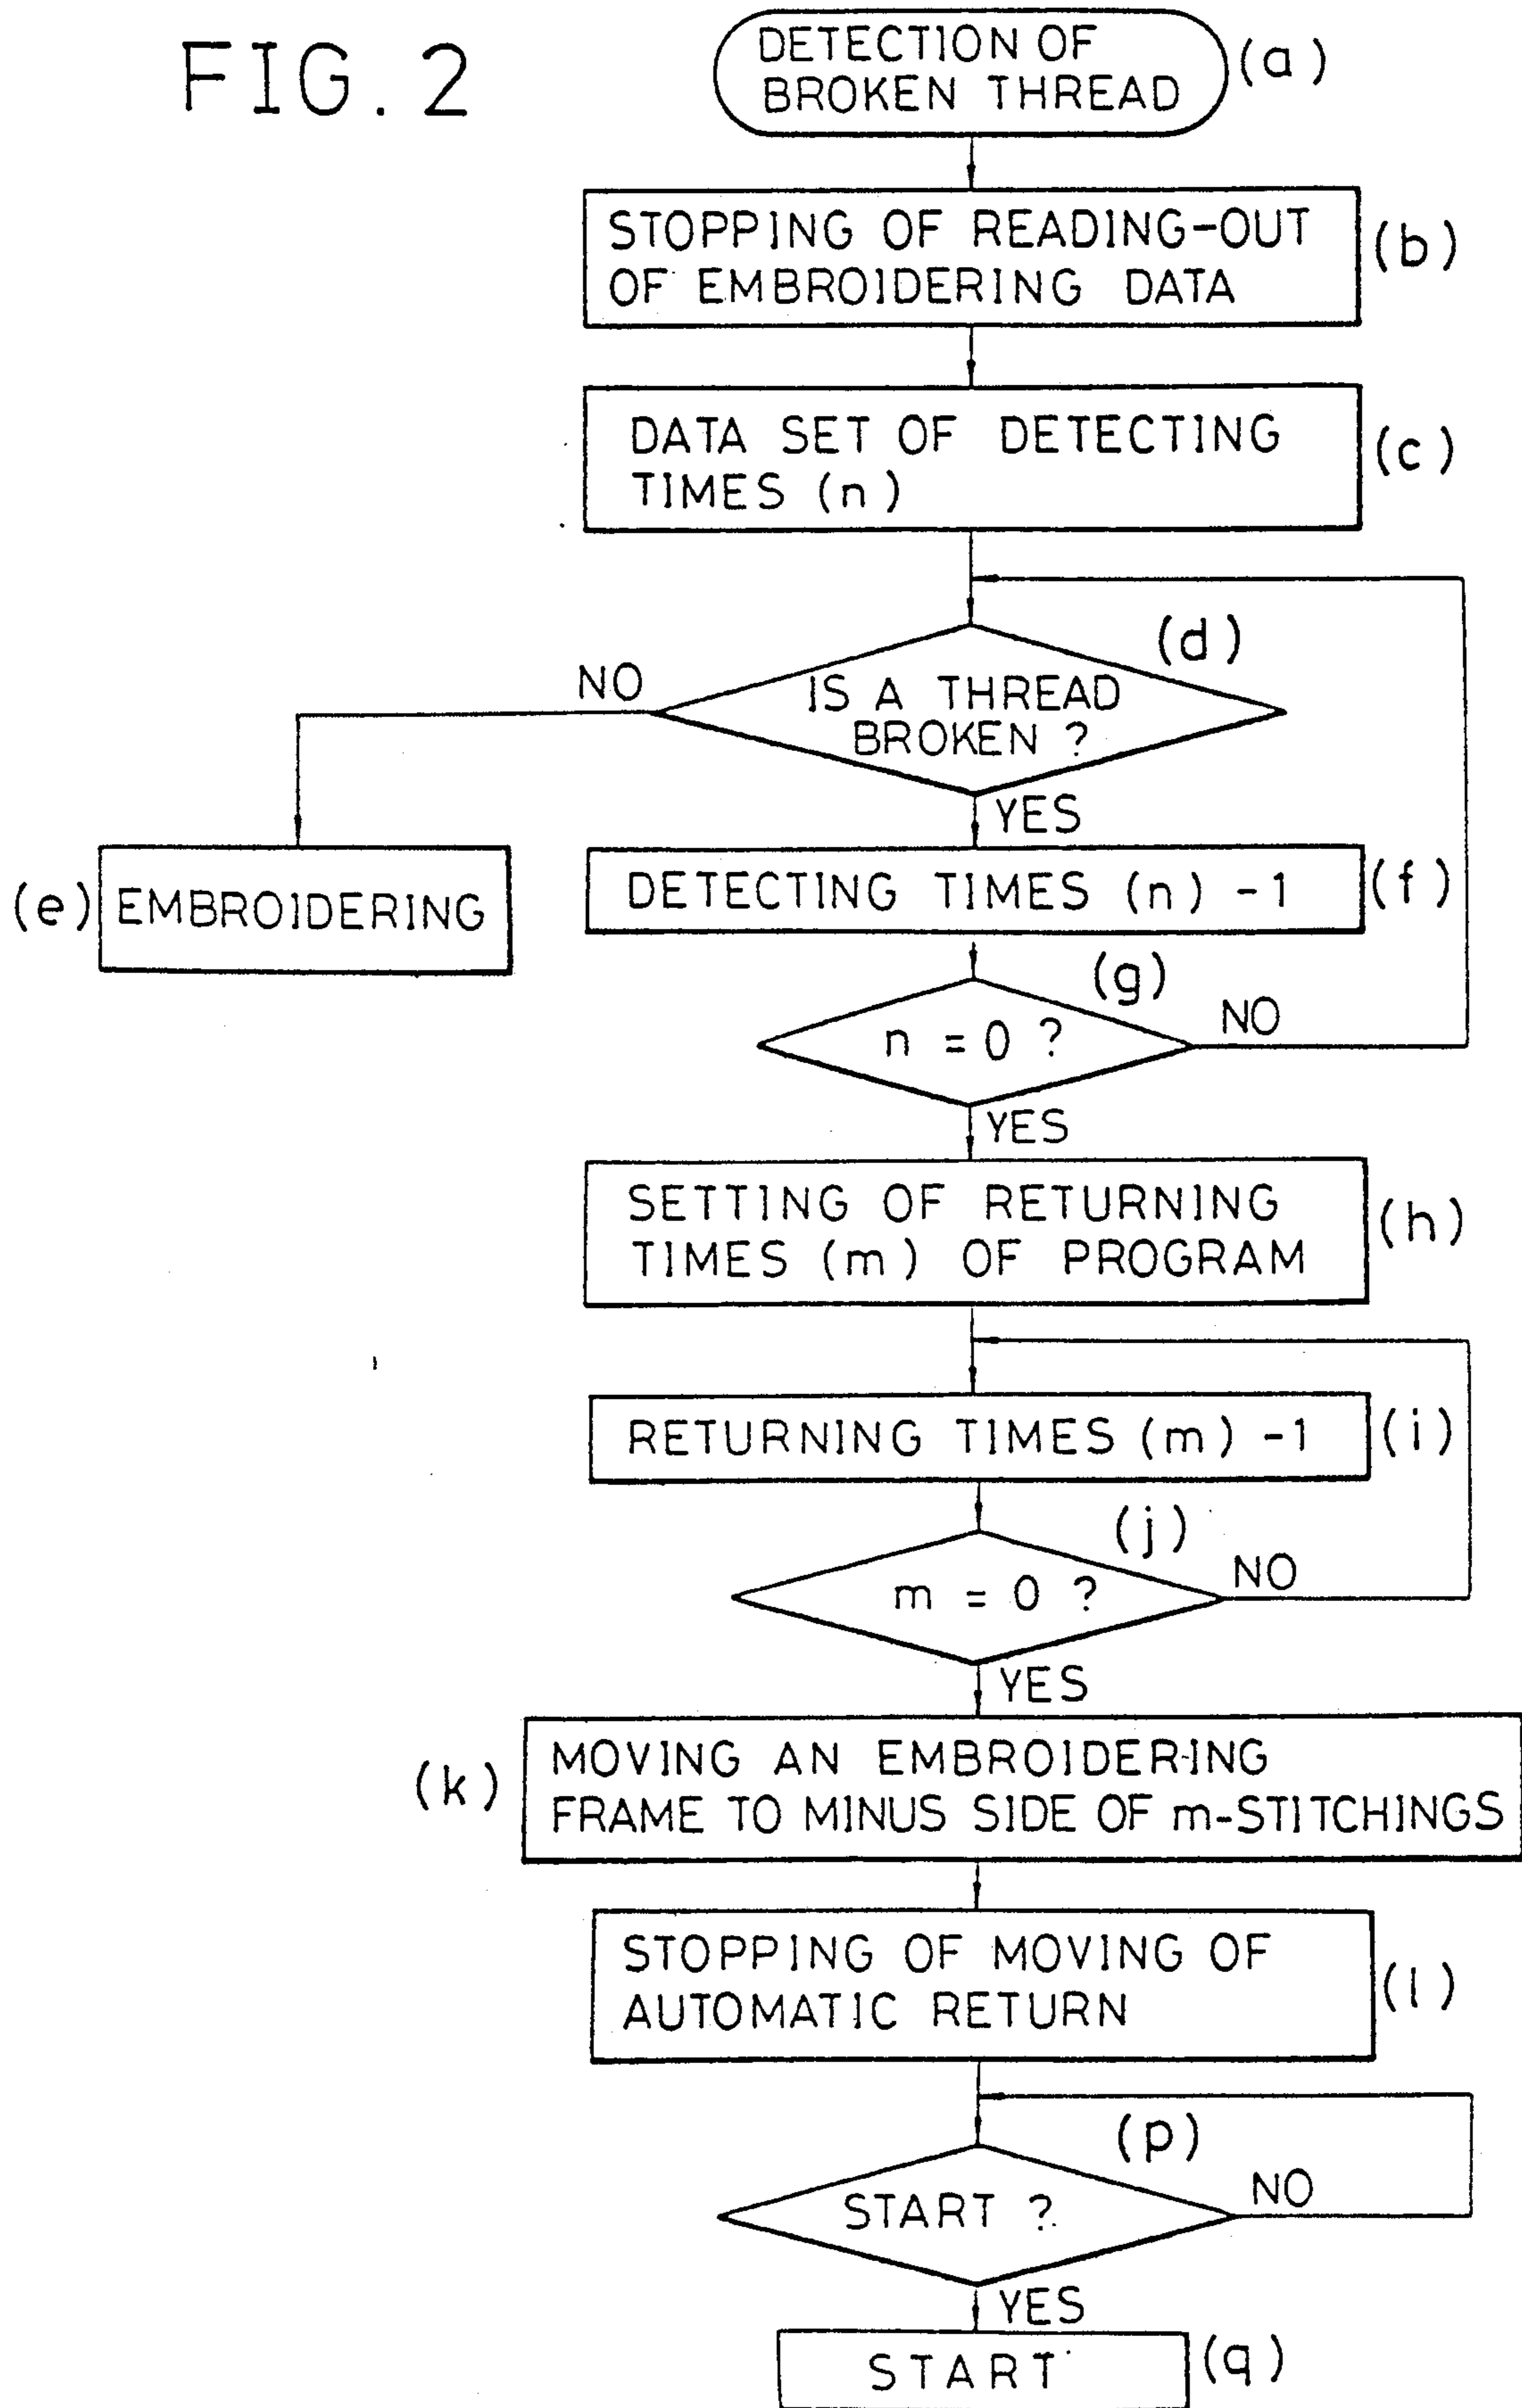 FIG. 2
DETECTION OF
BROKEN THREAD
(a)
STOPPING OF READING-OUT
OF EMBROIDERING DATA
(b)
DATA SET OF DETECTING
TIMES (n)
(c)
(d)
NO
IS A THREAD
BROKEN ?
YES
(e)
EMBROIDERING
DETECTING TIMES (n) -1
(f)
(g)
n = 0 ?
NO
YES
SETTING OF RETURNING
TIMES (m) OF PROGRAM
(h)
RETURNING TIMES (m) -1
(i)
(j)
m = 0 ?
NO
YES
(k)
MOVING AN EMBROIDERING
FRAME TO MINUS SIDE OF m-STITCHINGS
STOPPING OF MOVING OF
AUTOMATIC RETURN
(l)
(p)
START ?
NO
YES
START
(q)